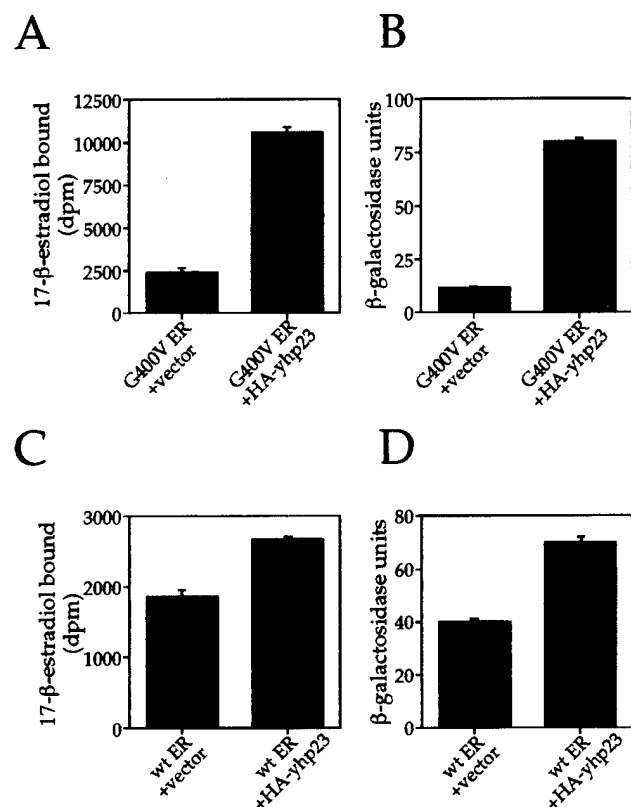 A
17-β-estradiol bound
(dpm)
12500
10000
7500
5000
2500
0
G400V ER
+vector
G400V ER
+HA-yhp23
B
β-galactosidase units
100
75
50
25
0
G400V ER
+vector
G400V ER
+HA-yhp23
C
17-β-estradiol bound
(dpm)
3000
2000
1000
0
wt ER
+vector
wt ER
+HA-yhp23
D
β-galactosidase units
80
60
40
20
0
wt ER
+vector
wt ER
+HA-yhp23